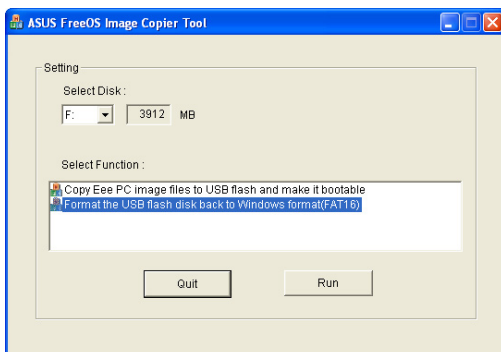 ASUS FreeOS Image Copier Tool
Setting
Select Disk :
F: 3912 MB
Select Function :
Copy Eee PC image files to USB flash and make it bootable
Format the USB flash disk back to Windows format(FAT16)
Quit Run